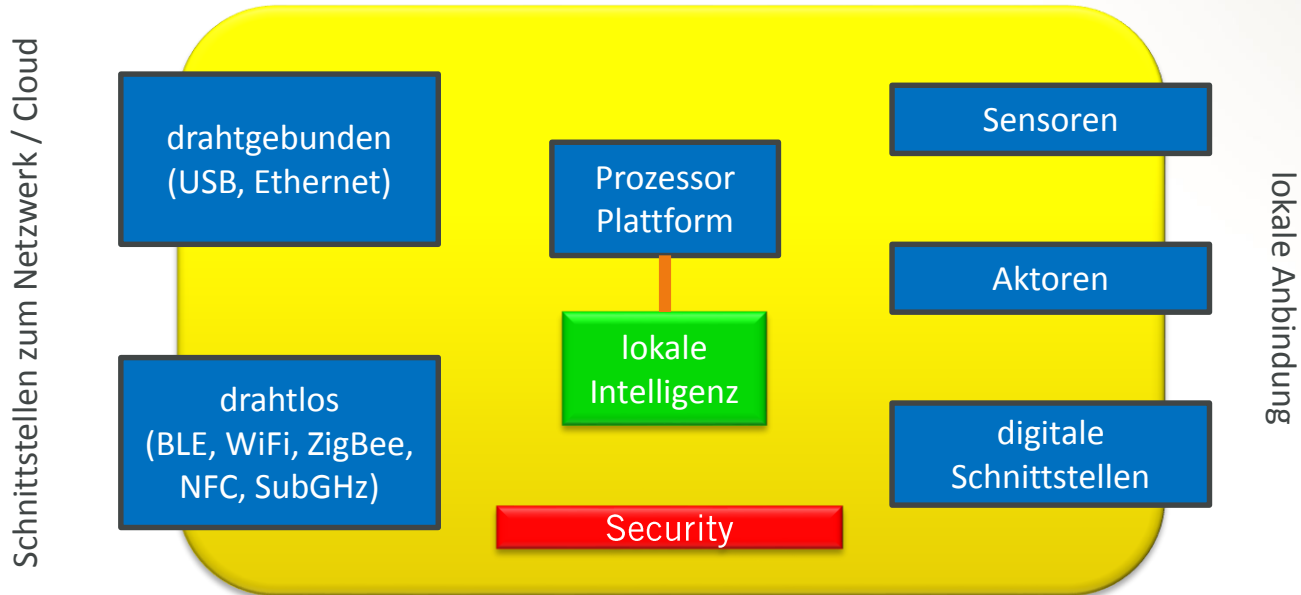 Schnittstellen zum Netzwerk / Cloud
drahtgebunden
(USB, Ethernet)
drahtlos
(BLE, WiFi, ZigBee,
NFC, SubGHz)
Prozessor
Plattform
lokale
Intelligenz
Security
Sensoren
Aktoren
digitale
Schnittstellen
lokale Anbindung